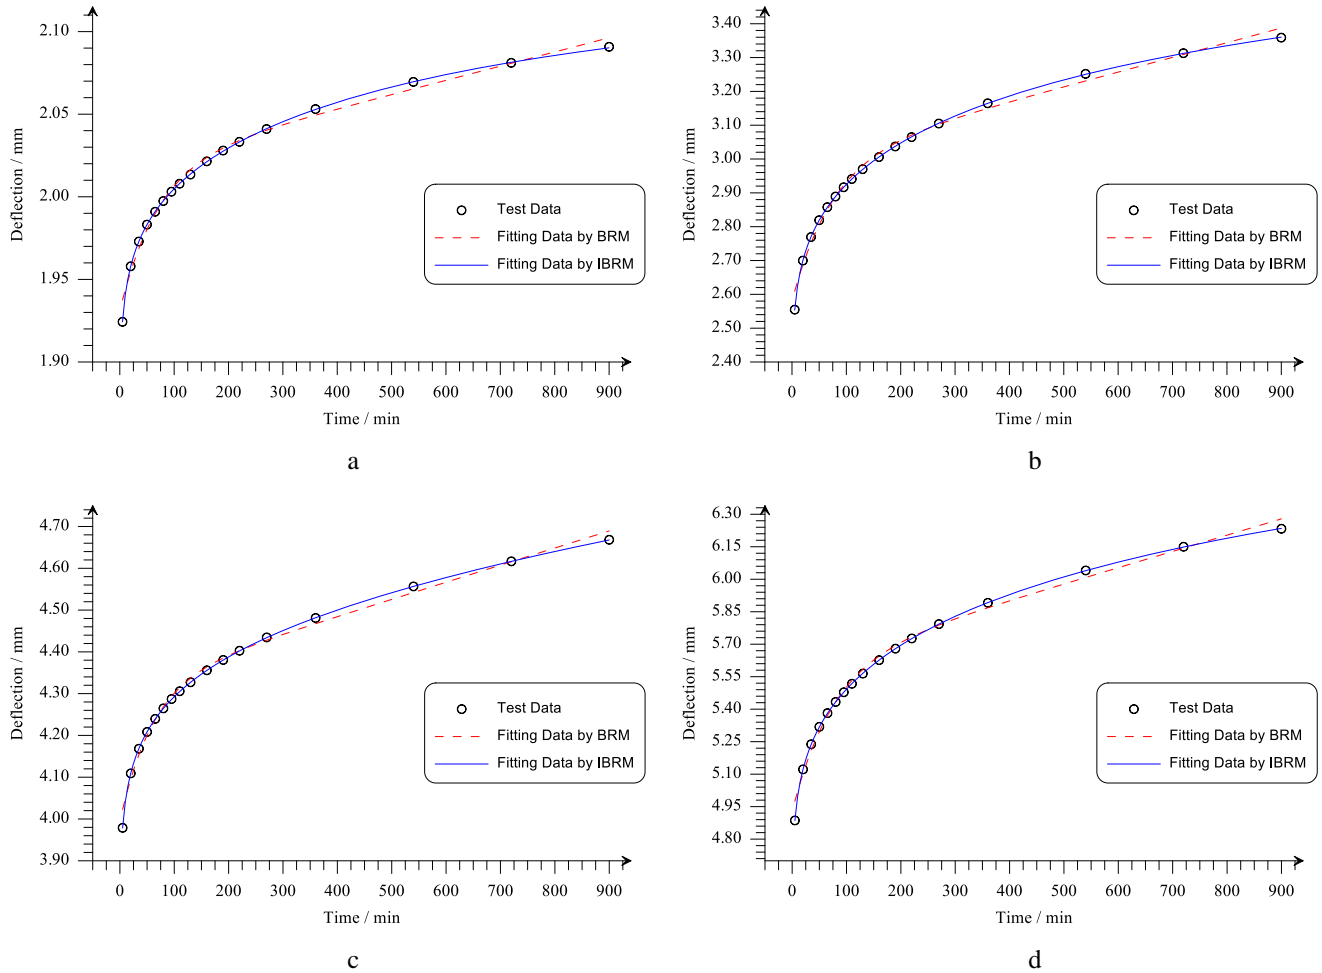 2.10
2.05
2.00
1.95
1.90
Deflection / mm
Test Data
Fitting Data by BRM
Fitting Data by IBRM
0 100 200 300 400 500 600 700 800 900
Time / min
a
3.40
3.30
3.20
3.10
3.00
2.90
2.80
2.70
2.60
2.50
2.40
Deflection / mm
Test Data
Fitting Data by BRM
Fitting Data by IBRM
0 100 200 300 400 500 600 700 800 900
Time / min
b
4.70
4.60
4.50
4.40
4.30
4.20
4.10
4.00
3.90
Deflection / mm
Test Data
Fitting Data by BRM
Fitting Data by IBRM
0 100 200 300 400 500 600 700 800 900
Time / min
c
6.30
6.15
6.00
5.85
5.70
5.55
5.40
5.25
5.10
4.95
4.80
Deflection / mm
Test Data
Fitting Data by BRM
Fitting Data by IBRM
0 100 200 300 400 500 600 700 800 900
Time / min
d